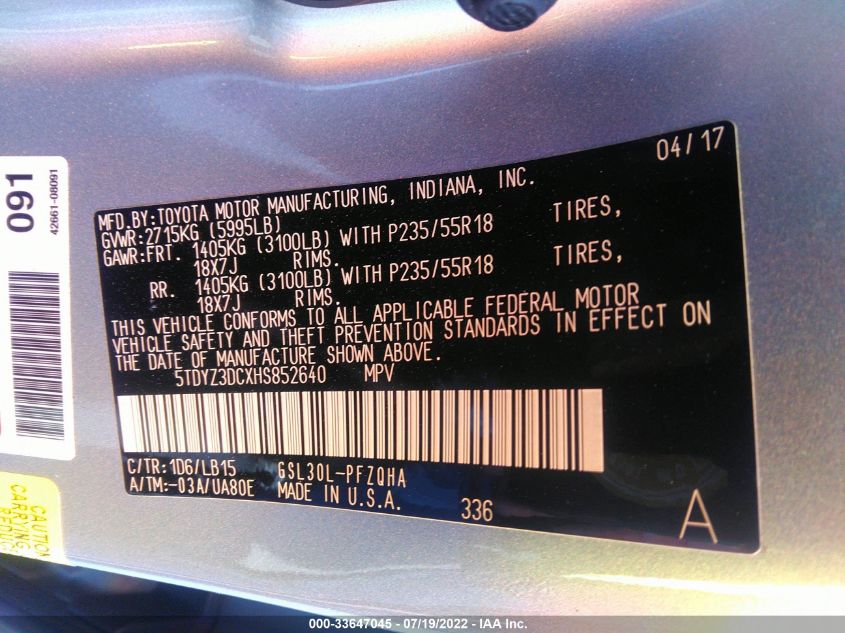 04/17
MFD.BY:TOYOTA MOTOR MANUFACTURING, INDIANA, INC.
GVWR:2715KG (5995LB)
GAWR:FRT. 1405KG (3100LB) WITH P235/55R18 TIRES,
18X7J RIMS.
RR. 1405KG (3100LB) WITH P235/55R18 TIRES,
18X7J RIMS.
THIS VEHICLE CONFORMS TO ALL APPLICABLE FEDERAL MOTOR
VEHICLE SAFETY AND THEFT PREVENTION STANDARDS IN EFFECT ON
THE DATE OF MANUFACTURE SHOWN ABOVE.
5TDYZ3DCXHS852640 MPV
C/TR:1D6/LB15 GSL30L-PFZQHA
A/TM:-03A/UA80E MADE IN U.S.A.
336
A
091
42661-08091
CAUTION
CARRYING
000-33647045 - 07/19/2022 - IAA Inc.